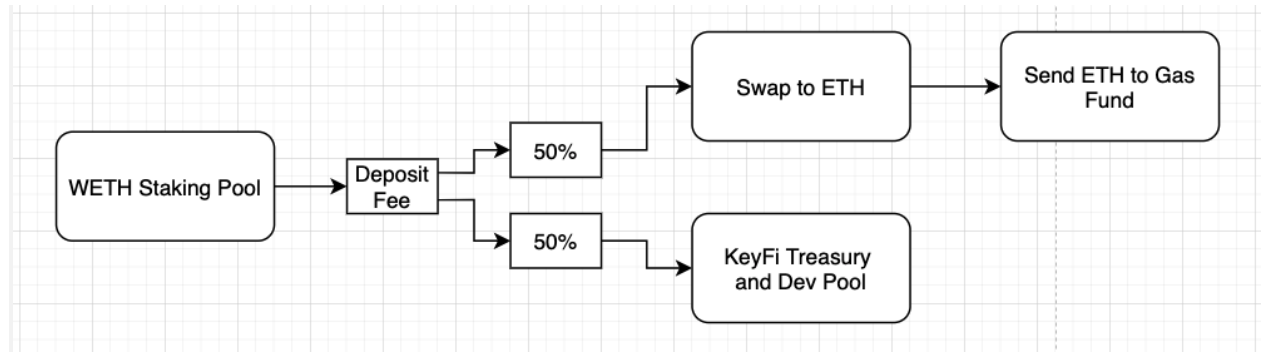 WETH Staking Pool
Deposit
Fee
50%
50%
Swap to ETH
Send ETH to Gas
Fund
KeyFi Treasury
and Dev Pool